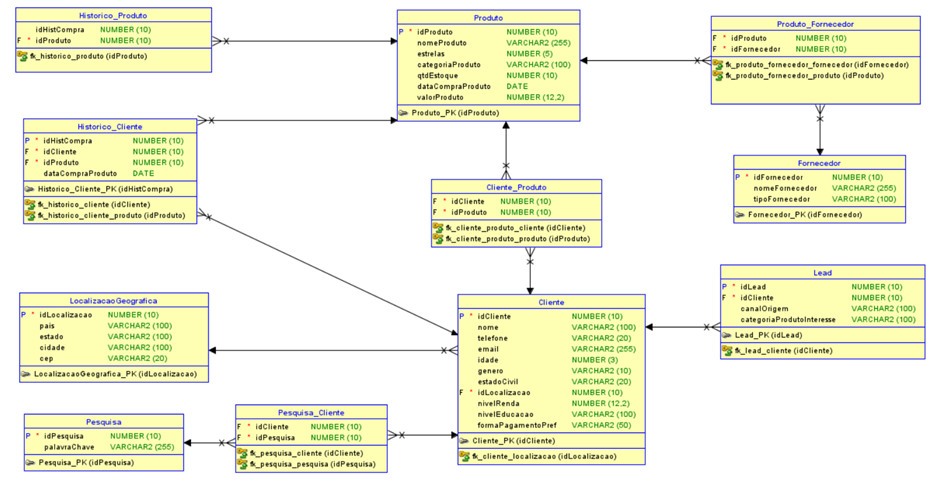 Historico_Produto
idHistCompra NUMBER (10)
F * idProduto NUMBER (10)
fk_historico_produto (idProduto)
Produto
P * idProduto NUMBER (10)
nomeProduto VARCHAR2 (255)
estrelas NUMBER (5)
categoriaProduto VARCHAR2 (100)
qtdEstoque NUMBER (10)
dataCompraProduto DATE
valorProduto NUMBER (12,2)
Produto_PK (idProduto)
Produto_Fornecedor
F * idProduto NUMBER (10)
F * idFornecedor NUMBER (10)
fk_produto_fornecedor_fornecedor (idFornecedor)
fk_produto_fornecedor_produto (idProduto)
Historico_Cliente
P * idHistCompra NUMBER (10)
F * idCliente NUMBER (10)
F * idProduto NUMBER (10)
dataCompraProduto DATE
Historico_Cliente_PK (idHistCompra)
fk_historico_cliente (idCliente)
fk_historico_cliente_produto (idProduto)
Fornecedor
P * idFornecedor NUMBER (10)
nomeFornecedor VARCHAR2 (255)
tipoFornecedor VARCHAR2 (100)
Fornecedor_PK (idFornecedor)
Cliente_Produto
F * idCliente NUMBER (10)
F * idProduto NUMBER (10)
fk_cliente_produto_cliente (idCliente)
fk_cliente_produto_produto (idProduto)
LocalizacaoGeografica
P * idLocalizacao NUMBER (10)
pais VARCHAR2 (100)
estado VARCHAR2 (100)
cidade VARCHAR2 (100)
cep VARCHAR2 (20)
LocalizacaoGeografica_PK (idLocalizacao)
Cliente
P * idCliente NUMBER (10)
nome VARCHAR2 (100)
telefone VARCHAR2 (20)
email VARCHAR2 (255)
idade NUMBER (3)
genero VARCHAR2 (10)
estadoCivil VARCHAR2 (20)
F * idLocalizacao NUMBER (10)
nivelRenda NUMBER (12,2)
nivelEducacao VARCHAR2 (100)
formaPagamentoPref VARCHAR2 (50)
Cliente_PK (idCliente)
fk_cliente_localizacao (idLocalizacao)
Lead
P * idLead NUMBER (10)
F * idCliente NUMBER (10)
canalOrigem VARCHAR2 (100)
categoriaProdutoInteresse VARCHAR2 (100)
Lead_PK (idLead)
fk_lead_cliente (idCliente)
Pesquisa
P * idPesquisa NUMBER (10)
palavraChave VARCHAR2 (255)
Pesquisa_PK (idPesquisa)
Pesquisa_Cliente
F * idCliente NUMBER (10)
F * idPesquisa NUMBER (10)
fk_pesquisa_cliente (idCliente)
fk_pesquisa_pesquisa (idPesquisa)